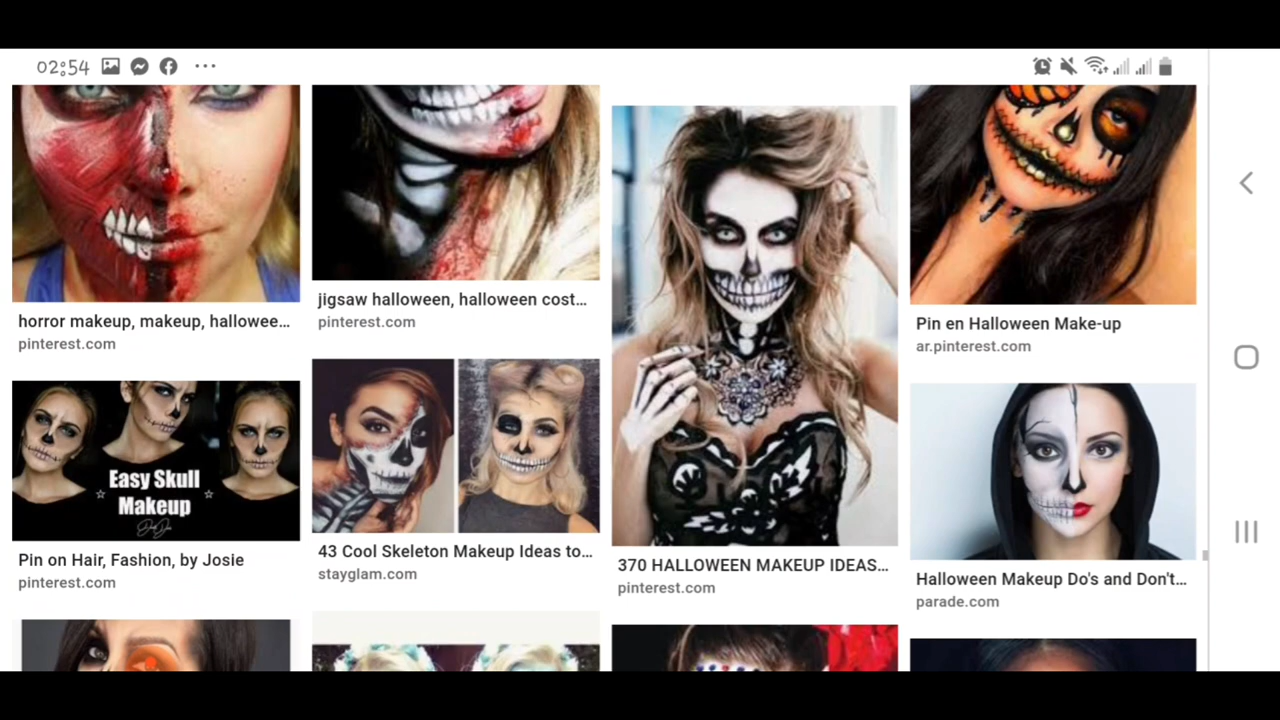 02:54
horror makeup, makeup, hallowee...
pinterest.com
jigsaw halloween, halloween cost...
pinterest.com
Pin en Halloween Make-up
ar.pinterest.com
Easy Skull
Makeup
Pin on Hair, Fashion, by Josie
pinterest.com
43 Cool Skeleton Makeup Ideas to...
stayglam.com
370 HALLOWEEN MAKEUP IDEAS...
pinterest.com
Halloween Makeup Do's and Don't...
parade.com